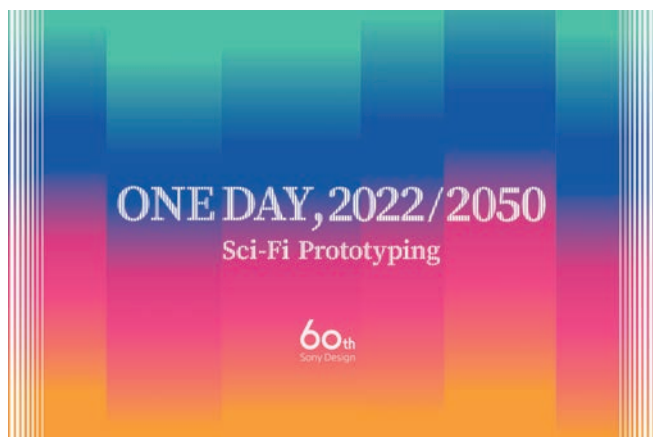 ONE DAY, 2022/2050
Sci-Fi Prototyping
60th
Sony Design